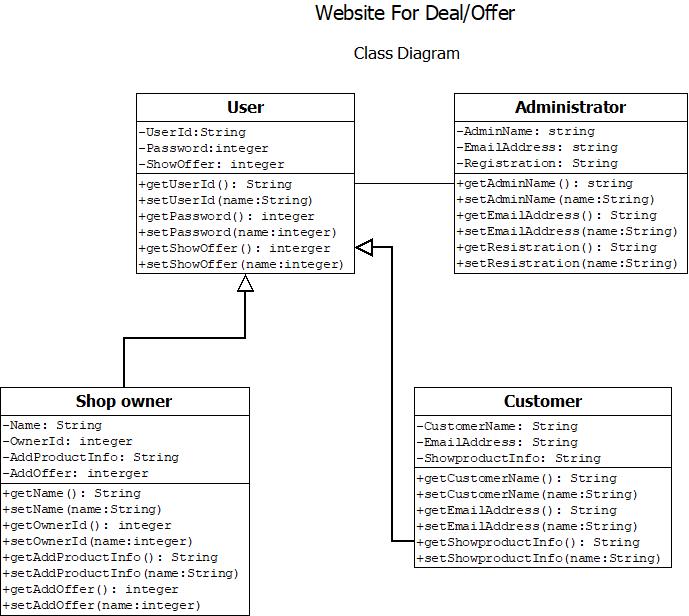 Website For Deal/Offer
Class Diagram
User
-UserId:String
-Password:integer
-ShowOffer: integer
+getUserId(): String
+setUserId(name:String)
+getPassword(): integer
+setPassword(name:integer)
+getShowOffer(): interger
+setShowOffer(name:integer)
Administrator
-AdminName: string
-EmailAddress: string
-Registration: String
+getAdminName(): string
+setAdminName(name:String)
+getEmailAddress(): String
+setEmailAddress(name:String)
+getResistration(): String
+setResistration(name:String)
Shop owner
-Name: String
-OwnerId: integer
-AddProductInfo: String
-AddOffer: interger
+getName(): String
+setName(name:String)
+getOwnerId(): integer
+setOwnerId(name:integer)
+getAddProductInfo(): String
+setAddProductInfo(name:String)
+getAddOffer(): integer
+setAddOffer(name:integer)
Customer
-CustomerName: String
-EmailAddress: String
-ShowproductInfo: String
+getCustomerName(): String
+setCustomerName(name:String)
+getEmailAddress(): String
+setEmailAddress(name:String)
+getShowproductInfo(): String
+setShowproductInfo(name:String)